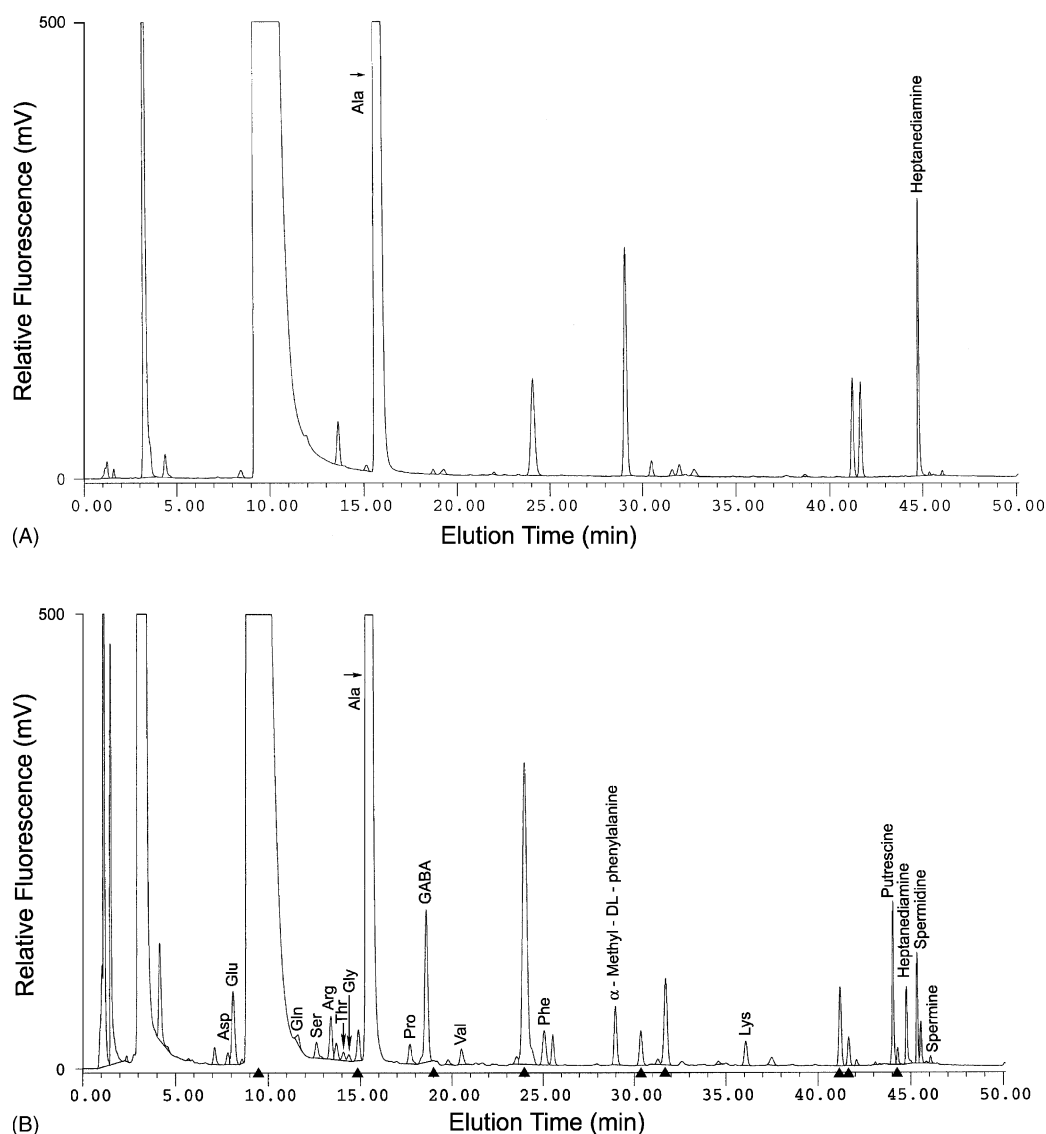 500
Relative Fluorescence (mV)
Ala
Heptanediamine
0
0.00 5.00 10.00 15.00 20.00 25.00 30.00 35.00 40.00 45.00 50.00
(A)
Elution Time (min)
500
Relative Fluorescence (mV)
Asp
Glu
Gln
Ser
Arg
Thr
Gly
Ala
Pro
GABA
Val
Phe
α - Methyl - DL - phenylalanine
Lys
Putrescine
Heptanediamine
Spermidine
Spermine
0
0.00 5.00 10.00 15.00 20.00 25.00 30.00 35.00 40.00 45.00 50.00
(B)
Elution Time (min)